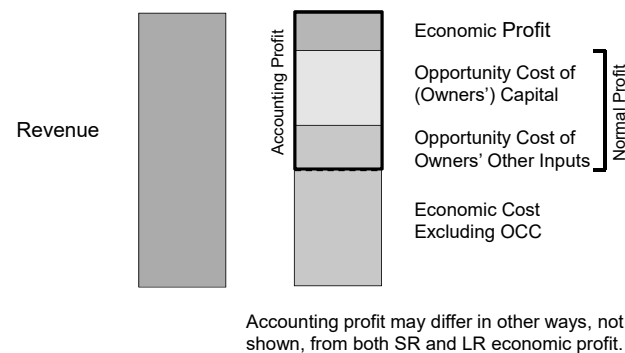 Revenue
Accounting Profit
Economic Profit
Opportunity Cost of
(Owners') Capital
Opportunity Cost of
Owners' Other Inputs
Normal Profit
Economic Cost
Excluding OCC
Accounting profit may differ in other ways, not
shown, from both SR and LR economic profit.